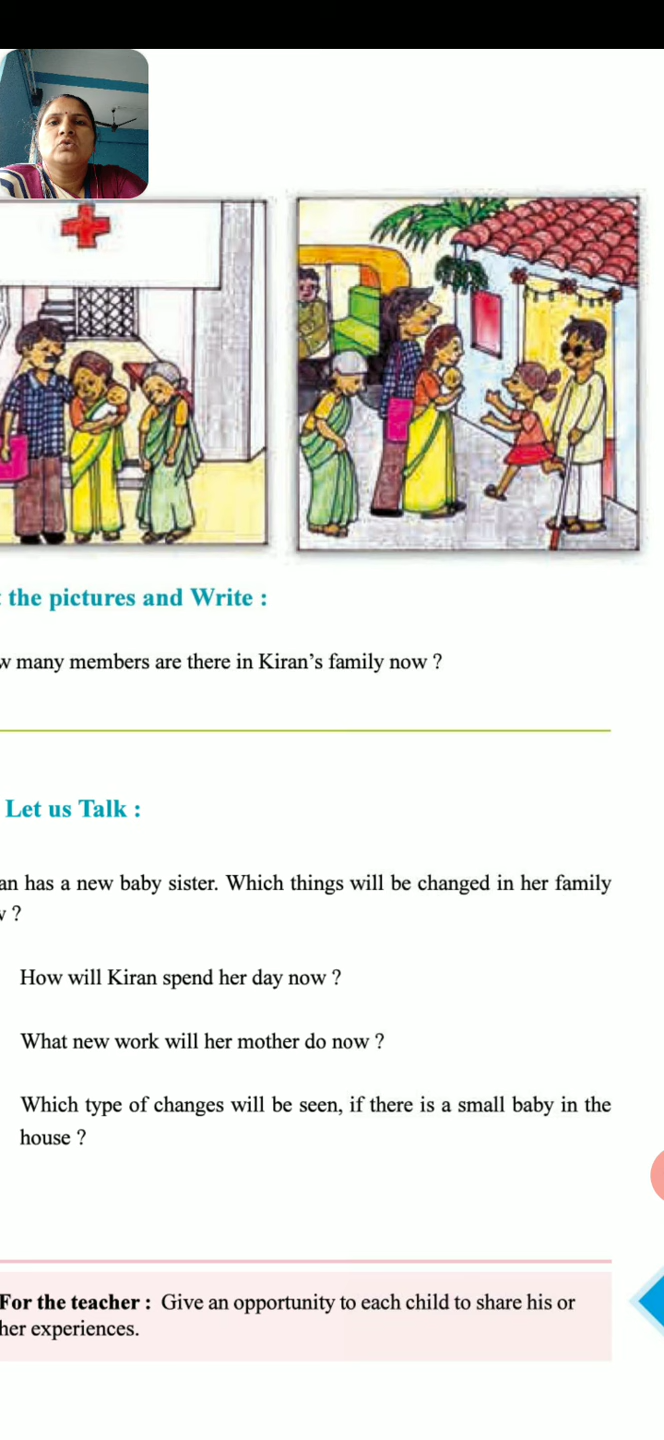 the pictures and Write :
many members are there in Kiran’s family now ?
Let us Talk :
has a new baby sister. Which things will be changed in her family
?
How will Kiran spend her day now ?
What new work will her mother do now ?
Which type of changes will be seen, if there is a small baby in the
house ?
For the teacher : Give an opportunity to each child to share his or
her experiences.